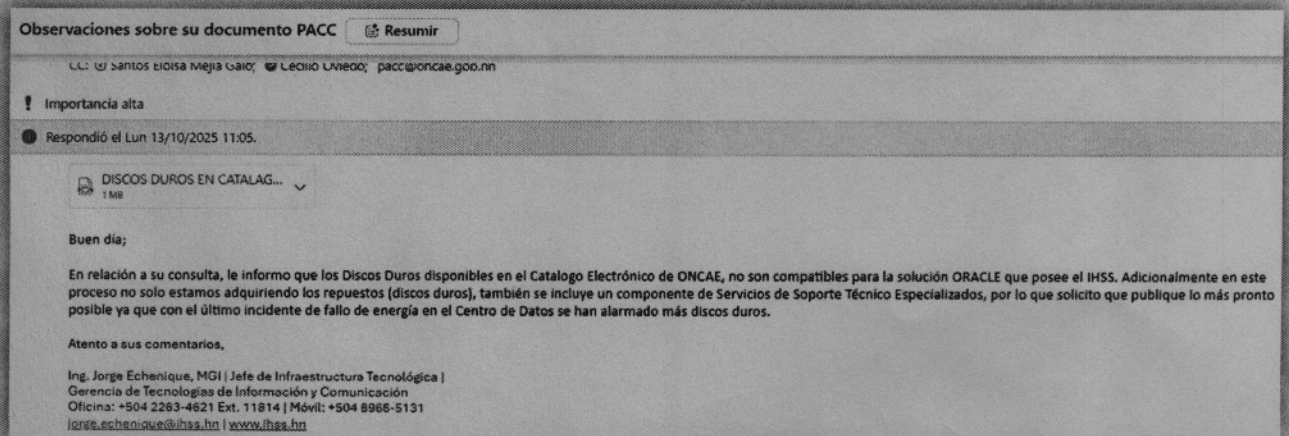 Observaciones sobre su documento PACC Resumir
CC: Santos Eloisa Mejia Galo; Cecilio Oviedo; pacc@oncae.gob.hn
Importancia alta
Respondió el Lun 13/10/2025 11:05.
DISCOS DUROS EN CATALAG...
1 MB
Buen día;
En relación a su consulta, le informo que los Discos Duros disponibles en el Catalogo Electrónico de ONCAE, no son compatibles para la solución ORACLE que posee el IHSS. Adicionalmente en este
proceso no solo estamos adquiriendo los repuestos (discos duros), también se incluye un componente de Servicios de Soporte Técnico Especializados, por lo que solicito que publique lo más pronto
posible ya que con el último incidente de fallo de energía en el Centro de Datos se han alarmado más discos duros.
Atento a sus comentarios,
Ing. Jorge Echenique, MGI | Jefe de Infraestructura Tecnológica |
Gerencia de Tecnologías de Información y Comunicación
Oficina: +504 2263-4621 Ext. 11814 | Móvil: +504 8966-5131
jorge.echenique@ihss.hn | www.ihss.hn